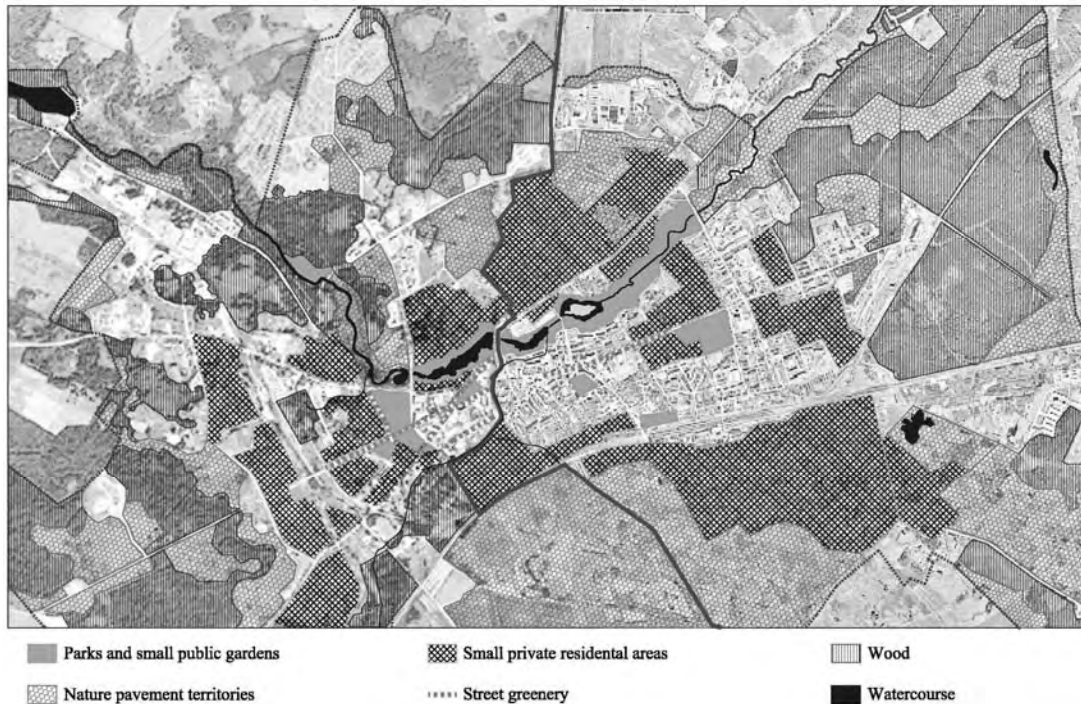 Parks and small public gardens
Small private residental areas
Wood
Nature pavement territories
Street greenery
Watercourse